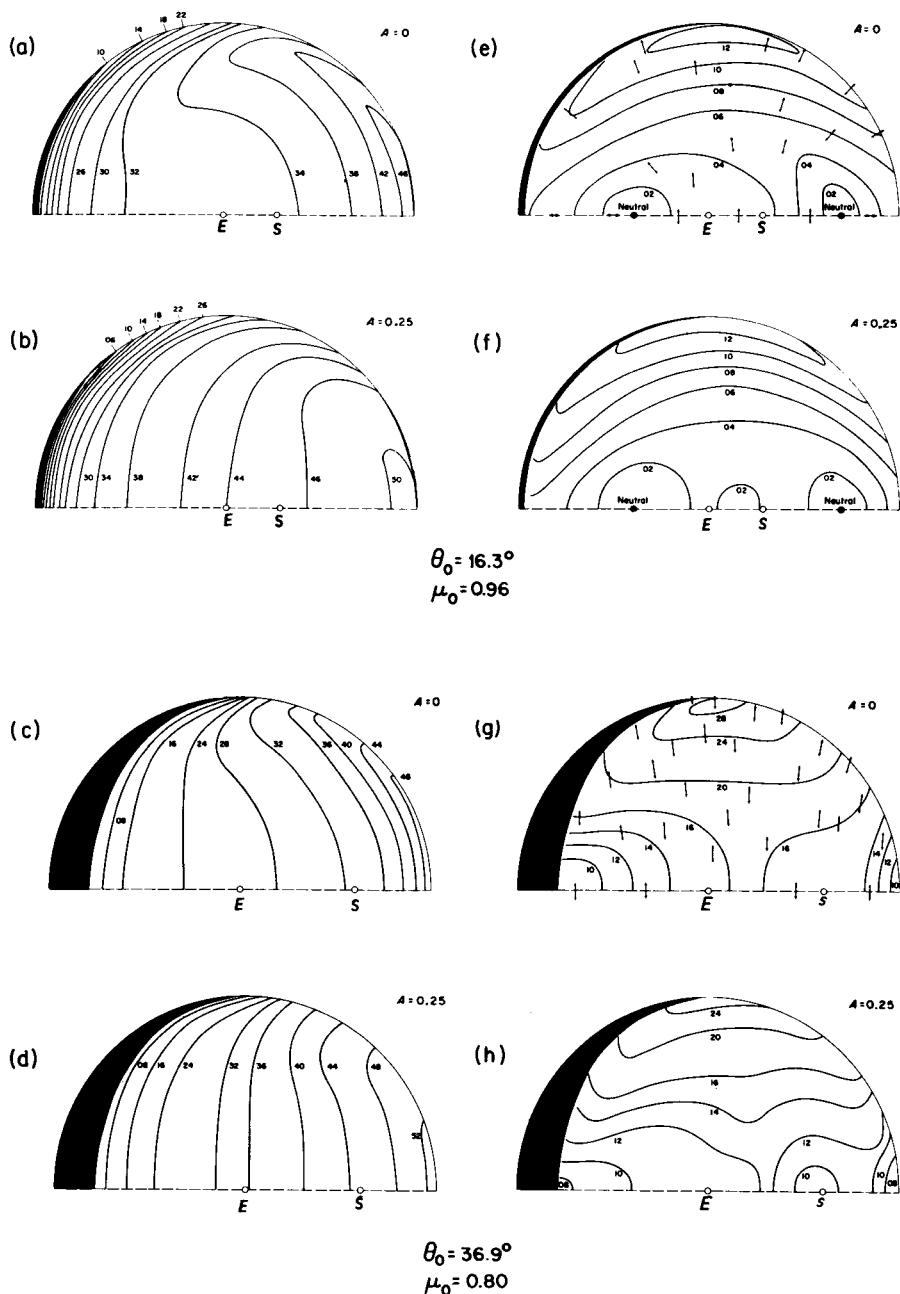 (a)
10
14
18
22
A = 0
26
30
32
34
38
42
46
E
S
(e)
A = 0
12
10
08
06
04
04
02
02
Neutral
Neutral
E
S
(b)
06
10
14
18
22
26
A = 0.25
30
34
38
42
44
46
50
E
S
(f)
A = 0.25
12
10
08
06
04
02
02
02
Neutral
Neutral
E
S
θ₀ = 16.3°
μ₀ = 0.96
(c)
A = 0
08
16
24
28
32
36
40
44
46
E
S
(g)
A = 0
28
24
20
16
16
14
14
12
12
10
10
E
S
(d)
A = 0.25
08
16
24
32
36
40
44
48
52
E
S
(h)
A = 0.25
24
20
16
14
12
12
10
10
10
08
08
E
S
θ₀ = 36.9°
μ₀ = 0.80